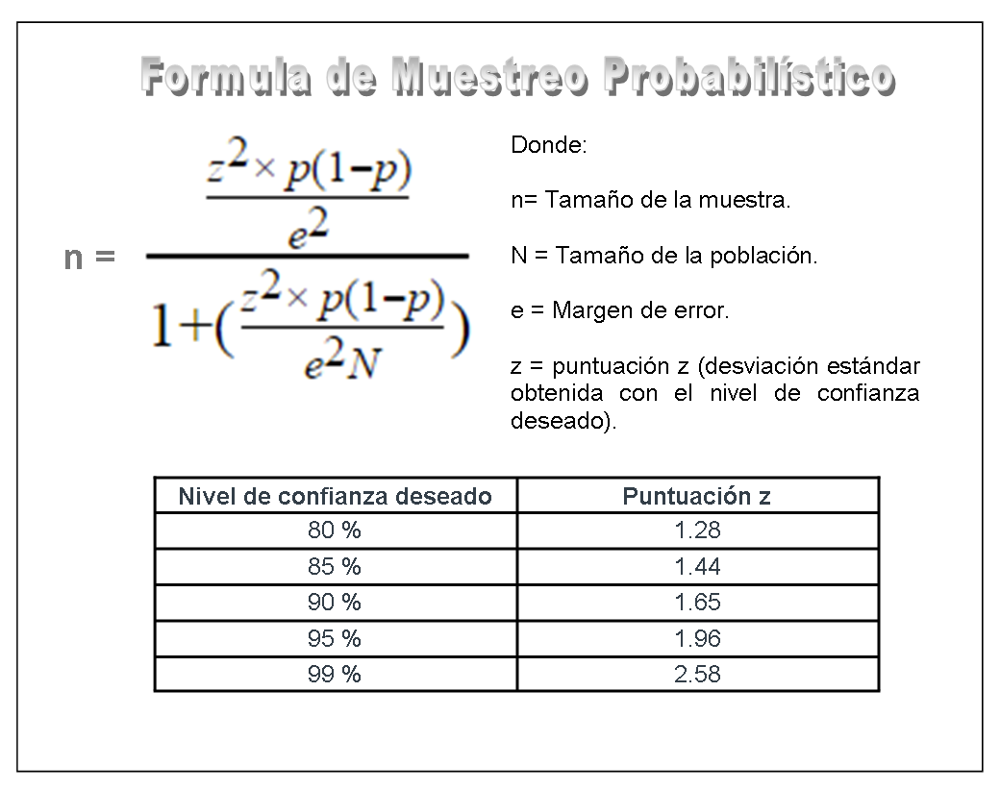 Formula de Muestreo Probabilístico
n = \frac{\frac{z^2 \times p(1-p)}{e^2}}{1+(\frac{z^2 \times p(1-p)}{e^2 N})}
Donde:
n= Tamaño de la muestra.
N = Tamaño de la población.
e = Margen de error.
z = puntuación z (desviación estándar
obtenida con el nivel de confianza
deseado).
Nivel de confianza deseado Puntuación z
80 % 1.28
85 % 1.44
90 % 1.65
95 % 1.96
99 % 2.58